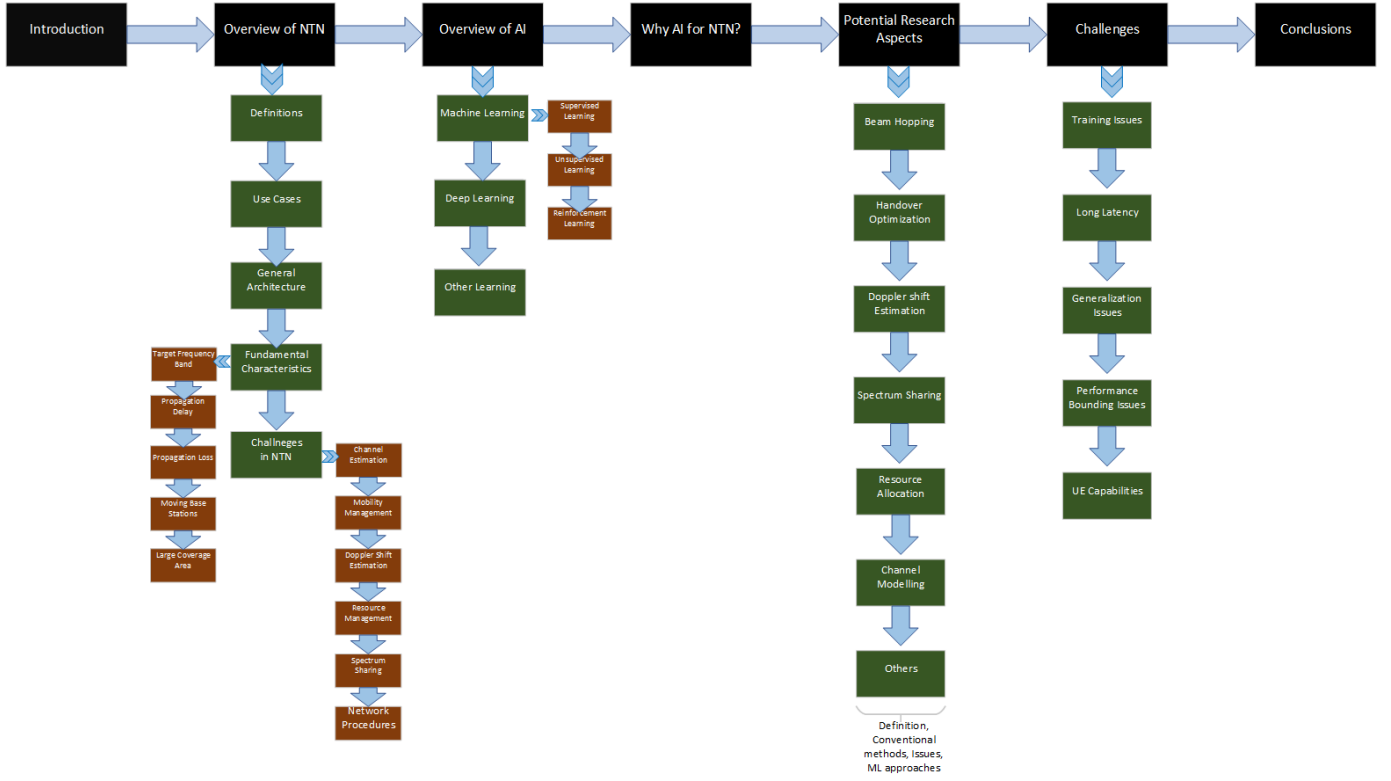 Introduction
Overview of NTN
Overview of AI
Why AI for NTN?
Potential Research
Aspects
Challenges
Conclusions
Definitions
Use Cases
General
Architecture
Fundamental
Characteristics
Challneges
in NTN
Target Frequency
Band
Propagation
Delay
Propagation Loss
Moving Base
Stations
Large Coverage
Area
Channel
Estimation
Mobility
Management
Doppler Shift
Estimation
Resource
Management
Spectrum
Sharing
Network
Procedures
Machine Learning
Deep Learning
Other Learning
Supervised
Learning
Unsupervised
Learning
Reinforcement
Learning
Beam Hopping
Handover
Optimization
Doppler shift
Estimation
Spectrum Sharing
Resource
Allocation
Channel
Modelling
Others
Definition,
Conventional
methods, Issues,
ML approaches
Training Issues
Long Latency
Generalization
Issues
Performance
Bounding Issues
UE Capabilities